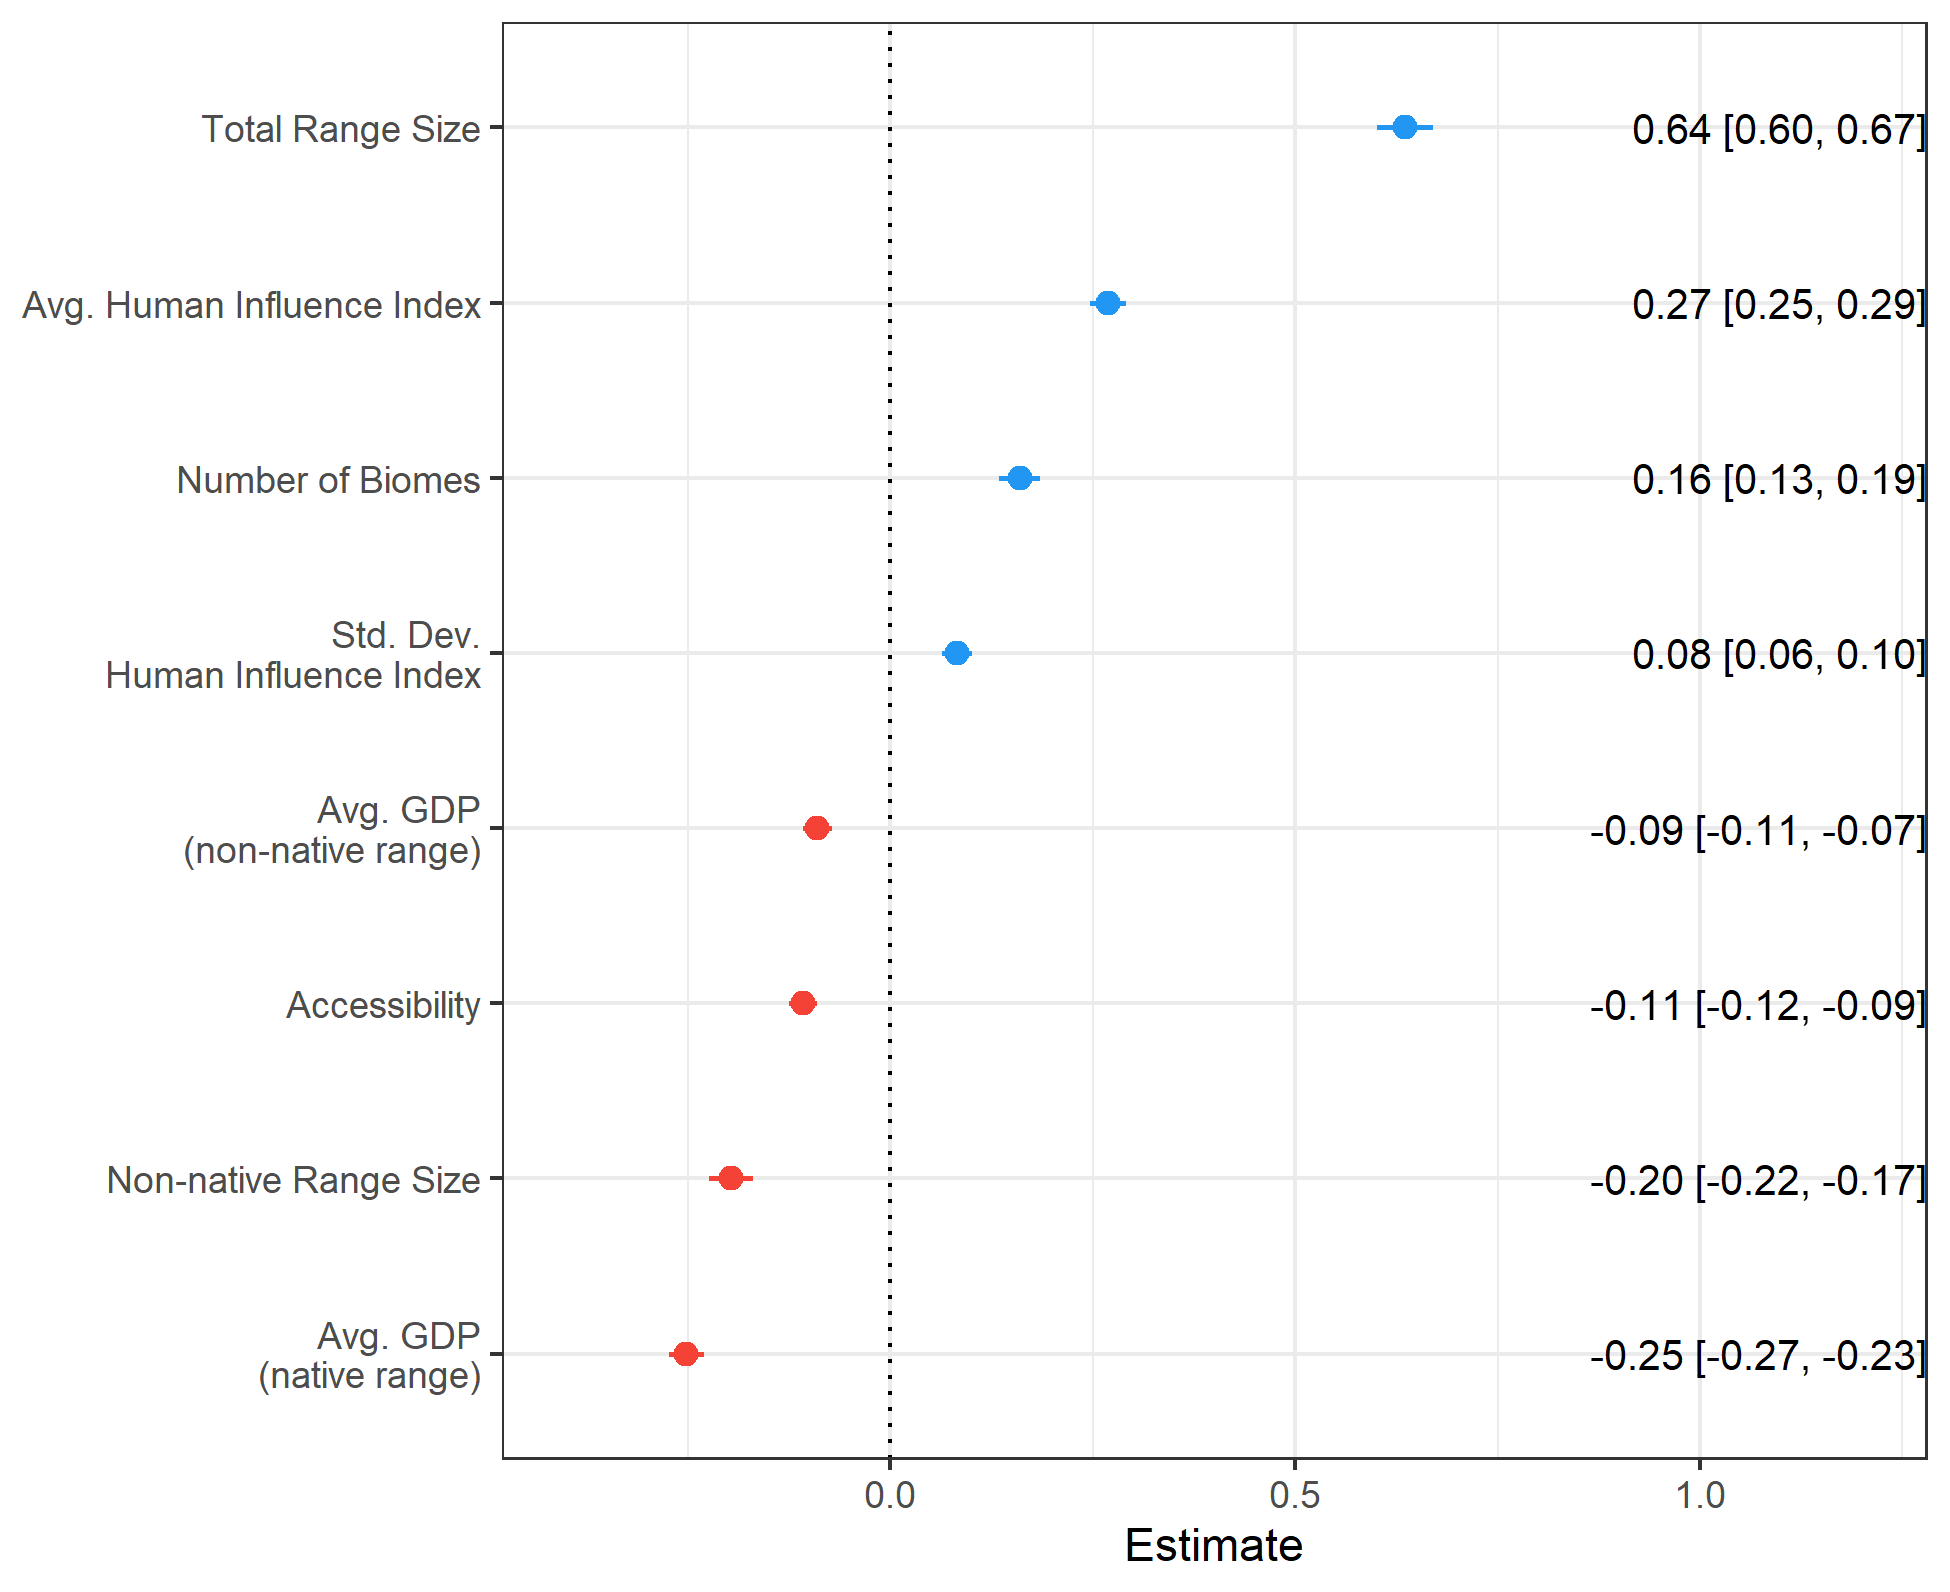 Total Range Size 0.64 [0.60, 0.67]
Avg. Human Influence Index 0.27 [0.25, 0.29]
Number of Biomes 0.16 [0.13, 0.19]
Std. Dev.
Human Influence Index 0.08 [0.06, 0.10]
Avg. GDP
(non-native range) -0.09 [-0.11, -0.07]
Accessibility -0.11 [-0.12, -0.09]
Non-native Range Size -0.20 [-0.22, -0.17]
Avg. GDP
(native range) -0.25 [-0.27, -0.23]
0.0 0.5 1.0
Estimate